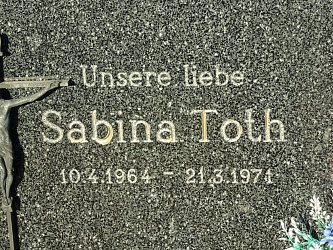 Unsere liebe
Sabina Toth
10.4.1964 - 21.3.1971